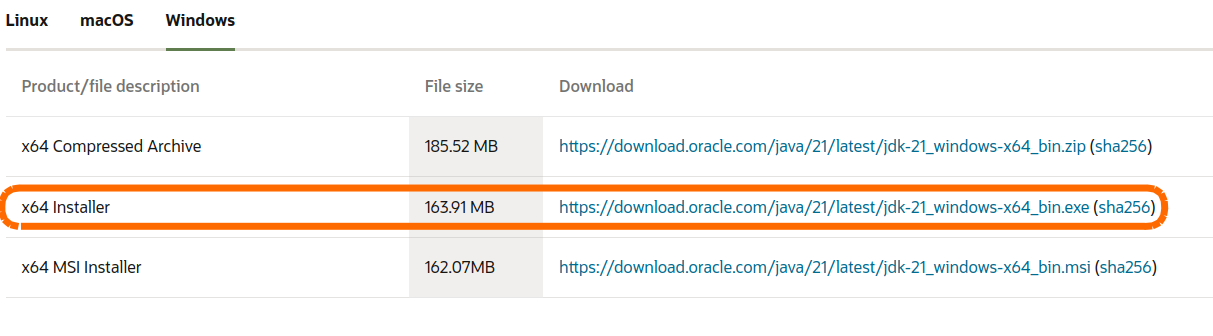 Linux macOS Windows
Product/file description File size Download
x64 Compressed Archive 185.52 MB https://download.oracle.com/java/21/latest/jdk-21_windows-x64_bin.zip (sha256)
x64 Installer 163.91 MB https://download.oracle.com/java/21/latest/jdk-21_windows-x64_bin.exe (sha256)
x64 MSI Installer 162.07MB https://download.oracle.com/java/21/latest/jdk-21_windows-x64_bin.msi (sha256)